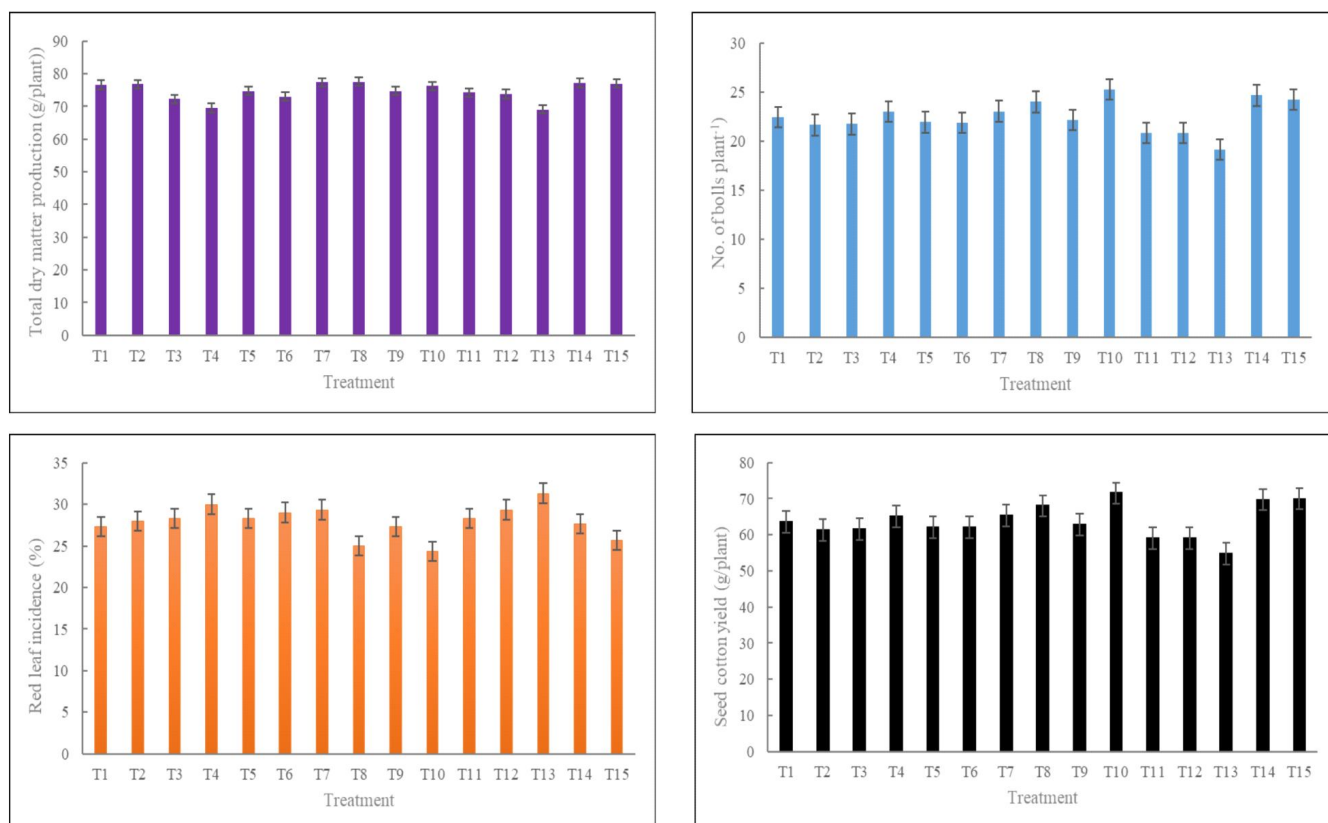 Total dry matter production (g/plant))
90
80
70
60
50
40
30
20
10
0
T1 T2 T3 T4 T5 T6 T7 T8 T9 T10 T11 T12 T13 T14 T15
Treatment
No. of bolls plant⁻¹
30
25
20
15
10
5
0
T1 T2 T3 T4 T5 T6 T7 T8 T9 T10 T11 T12 T13 T14 T15
Treatment
Red leaf incidence (%)
35
30
25
20
15
10
5
0
T1 T2 T3 T4 T5 T6 T7 T8 T9 T10 T11 T12 T13 T14 T15
Treatment
Seed cotton yield (g/plant)
80
70
60
50
40
30
20
10
0
T1 T2 T3 T4 T5 T6 T7 T8 T9 T10 T11 T12 T13 T14 T15
Treatment